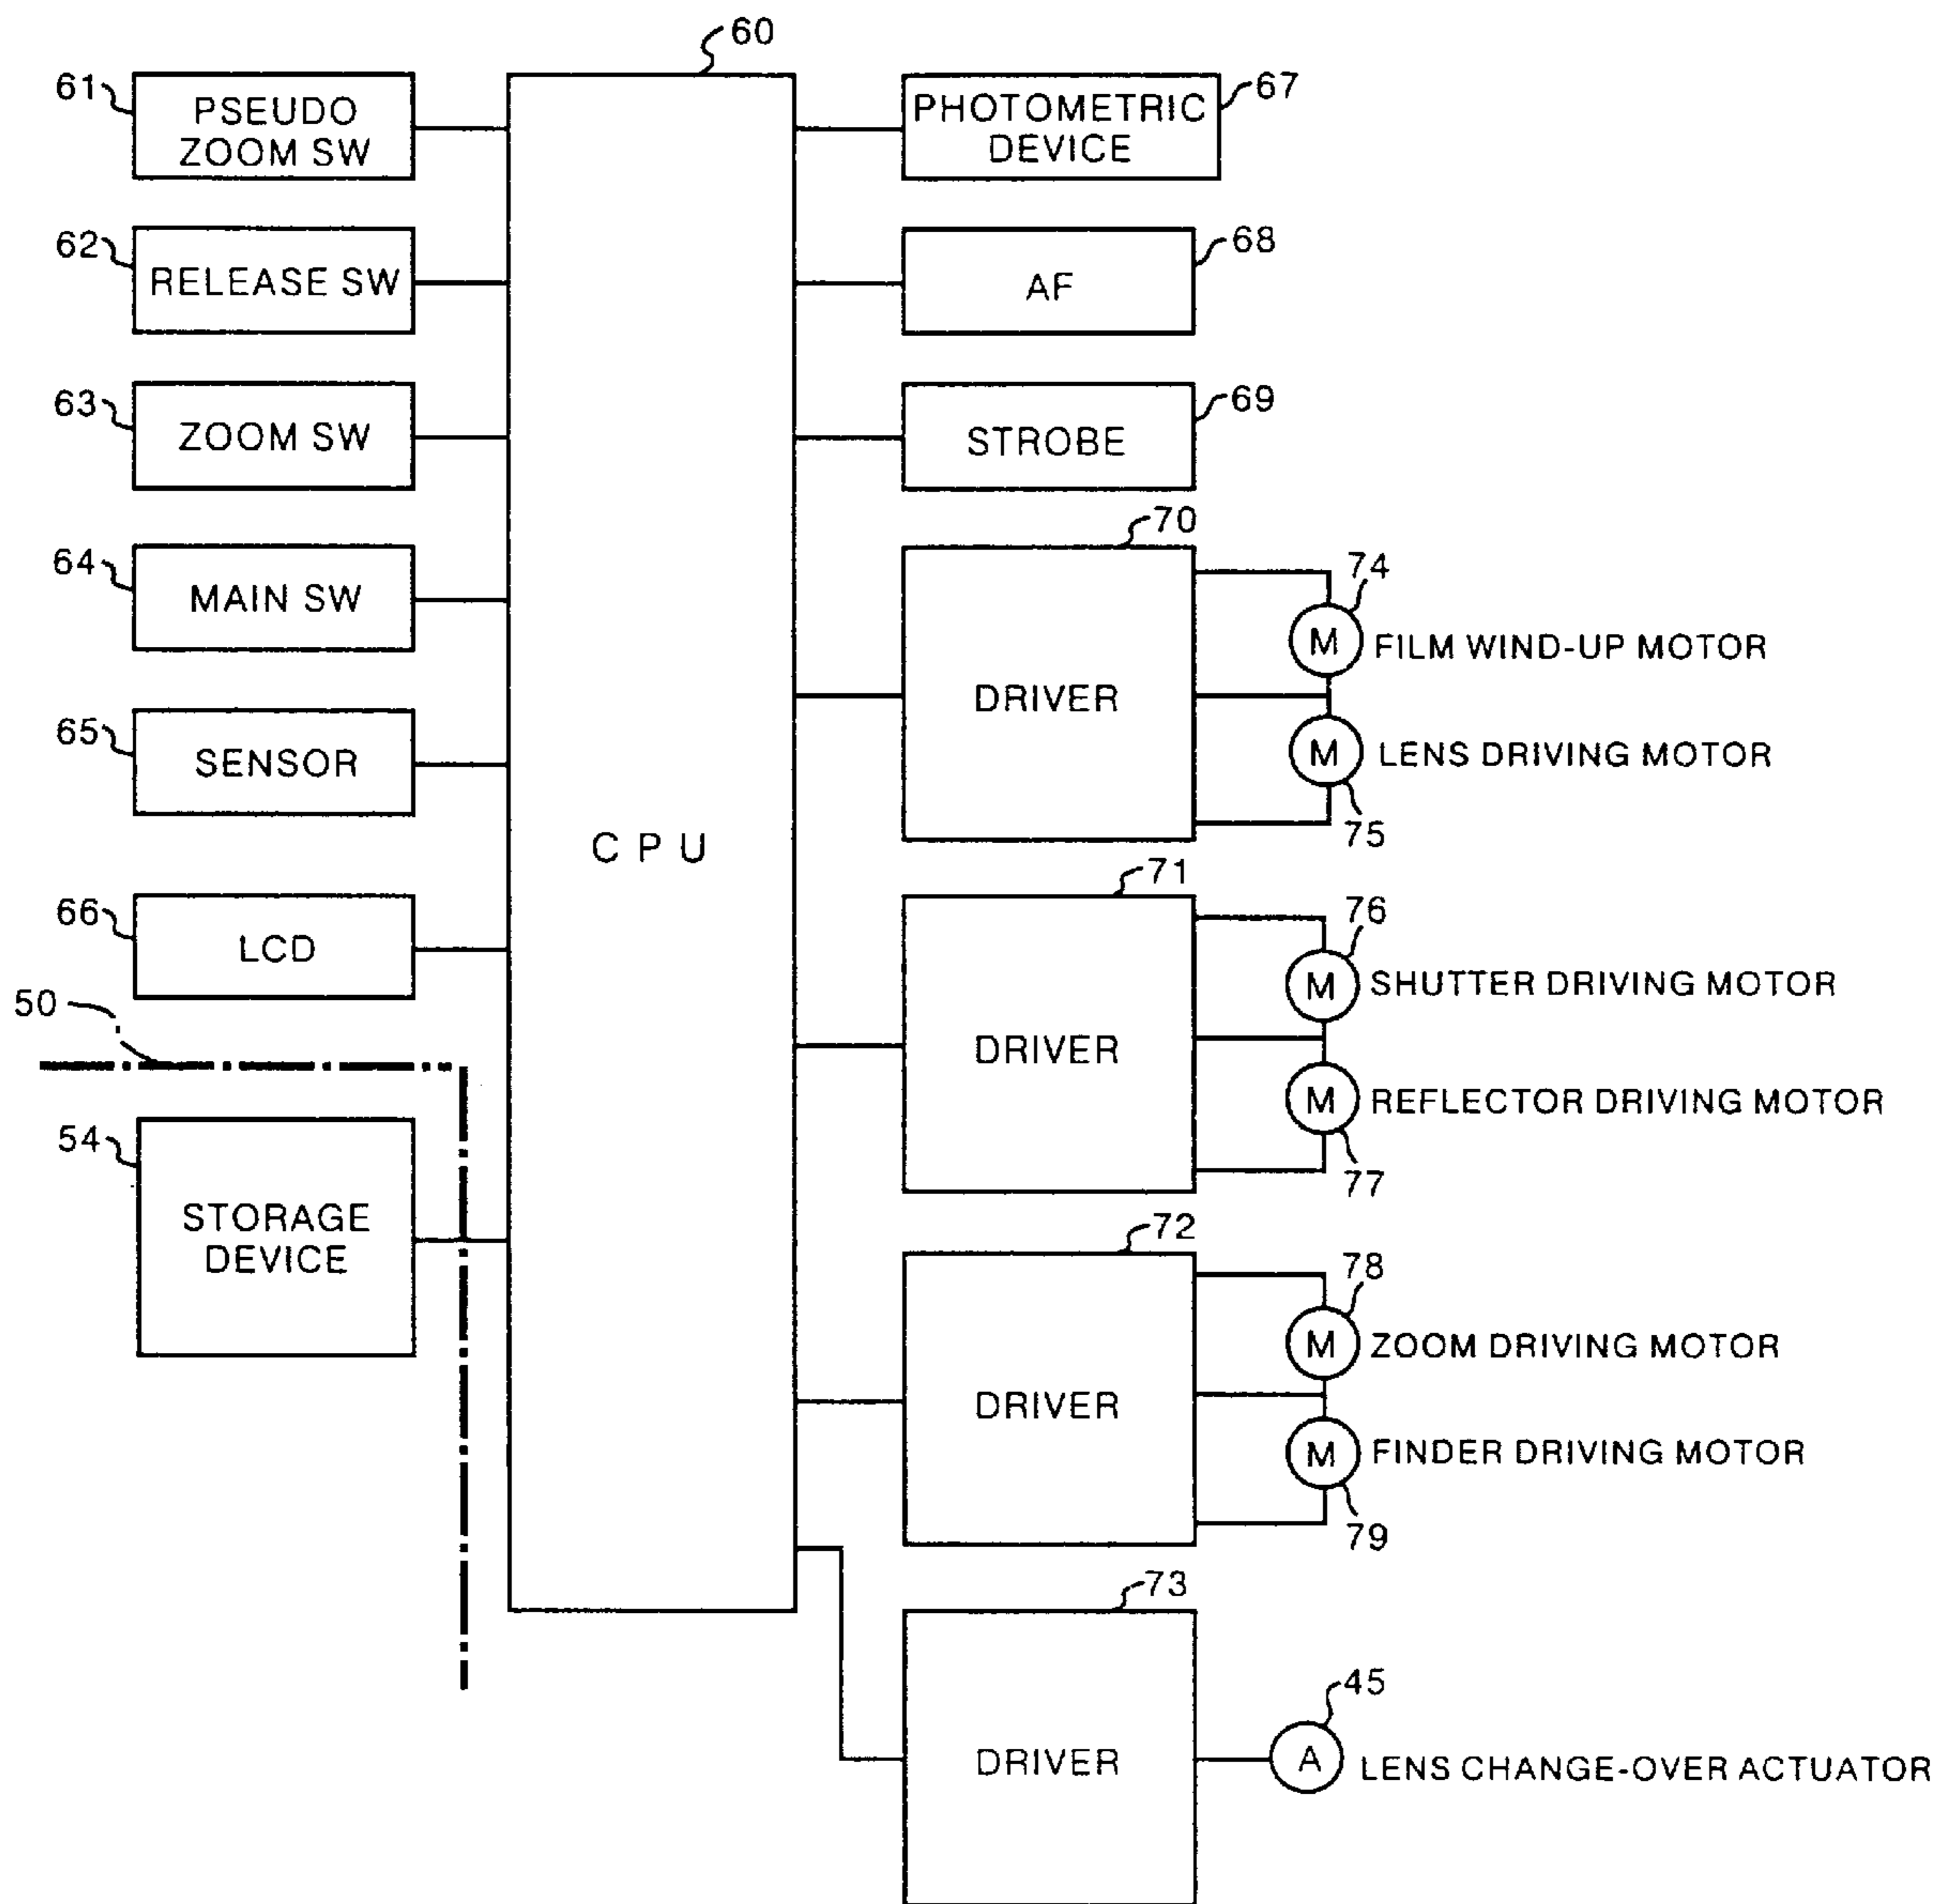 60
61
PSEUDO
ZOOM SW
62
RELEASE SW
63
ZOOM SW
64
MAIN SW
65
SENSOR
66
LCD
50
54
STORAGE
DEVICE
CPU
67
PHOTOMETRIC
DEVICE
68
AF
69
STROBE
70
DRIVER
74
M FILM WIND-UP MOTOR
M LENS DRIVING MOTOR
75
71
DRIVER
76
M SHUTTER DRIVING MOTOR
M REFLECTOR DRIVING MOTOR
77
72
DRIVER
78
M ZOOM DRIVING MOTOR
M FINDER DRIVING MOTOR
79
73
DRIVER
45
A LENS CHANGE-OVER ACTUATOR